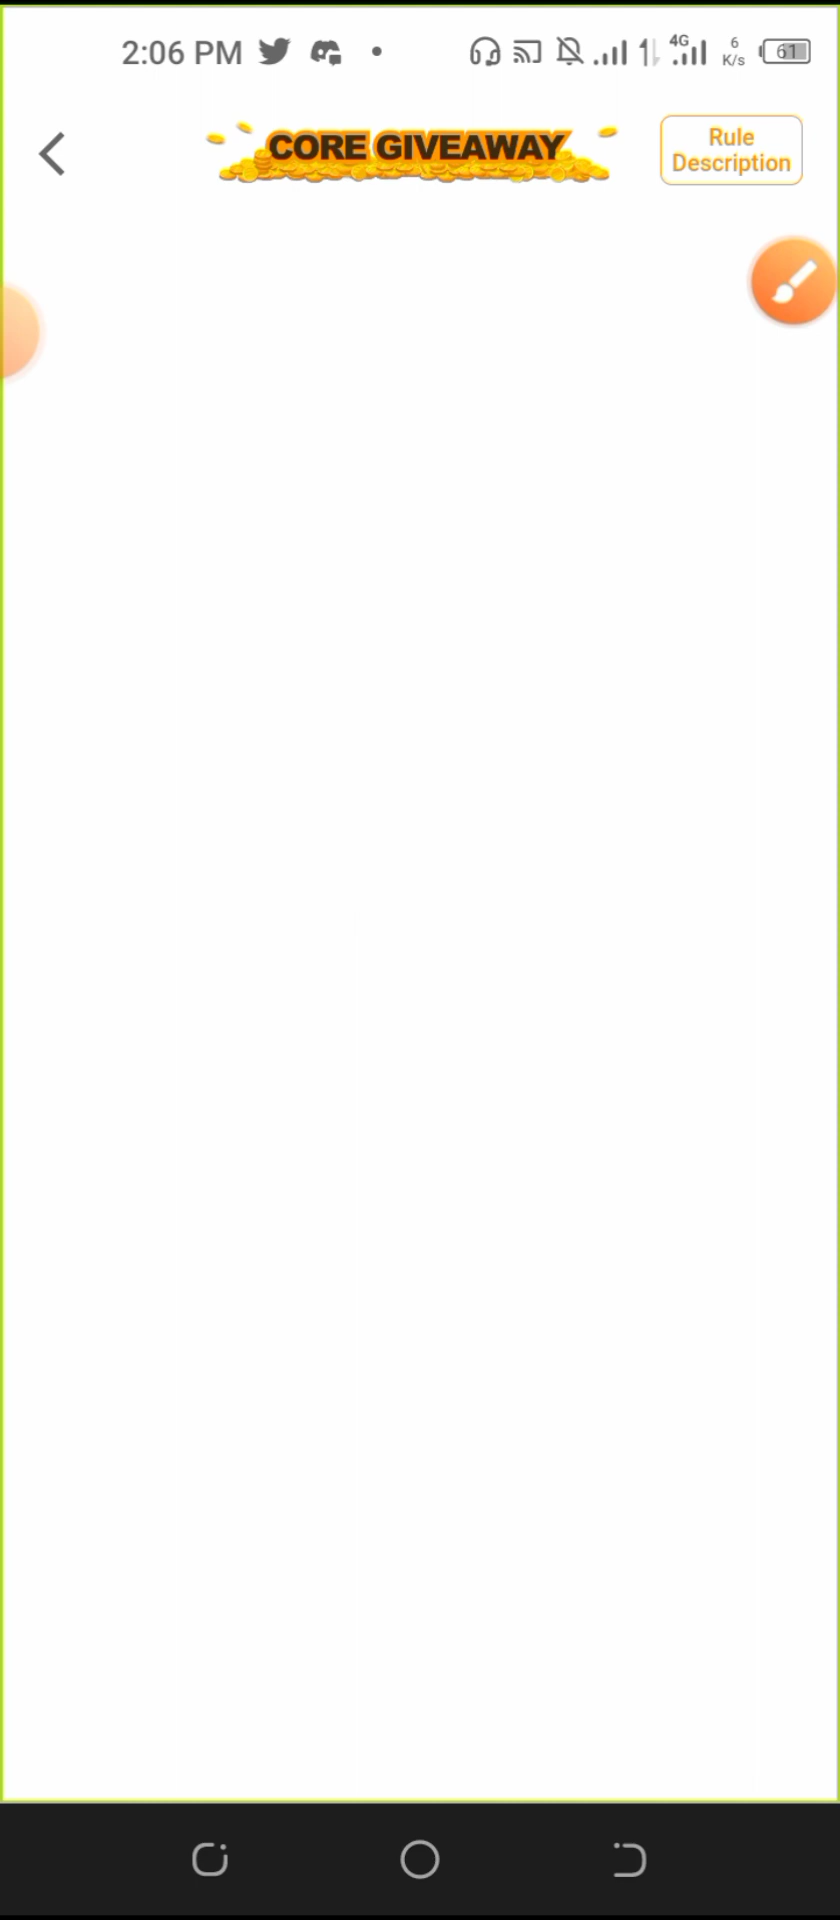 2:06 PM
4G
6
K/s
61
CORE GIVEAWAY
Rule
Description